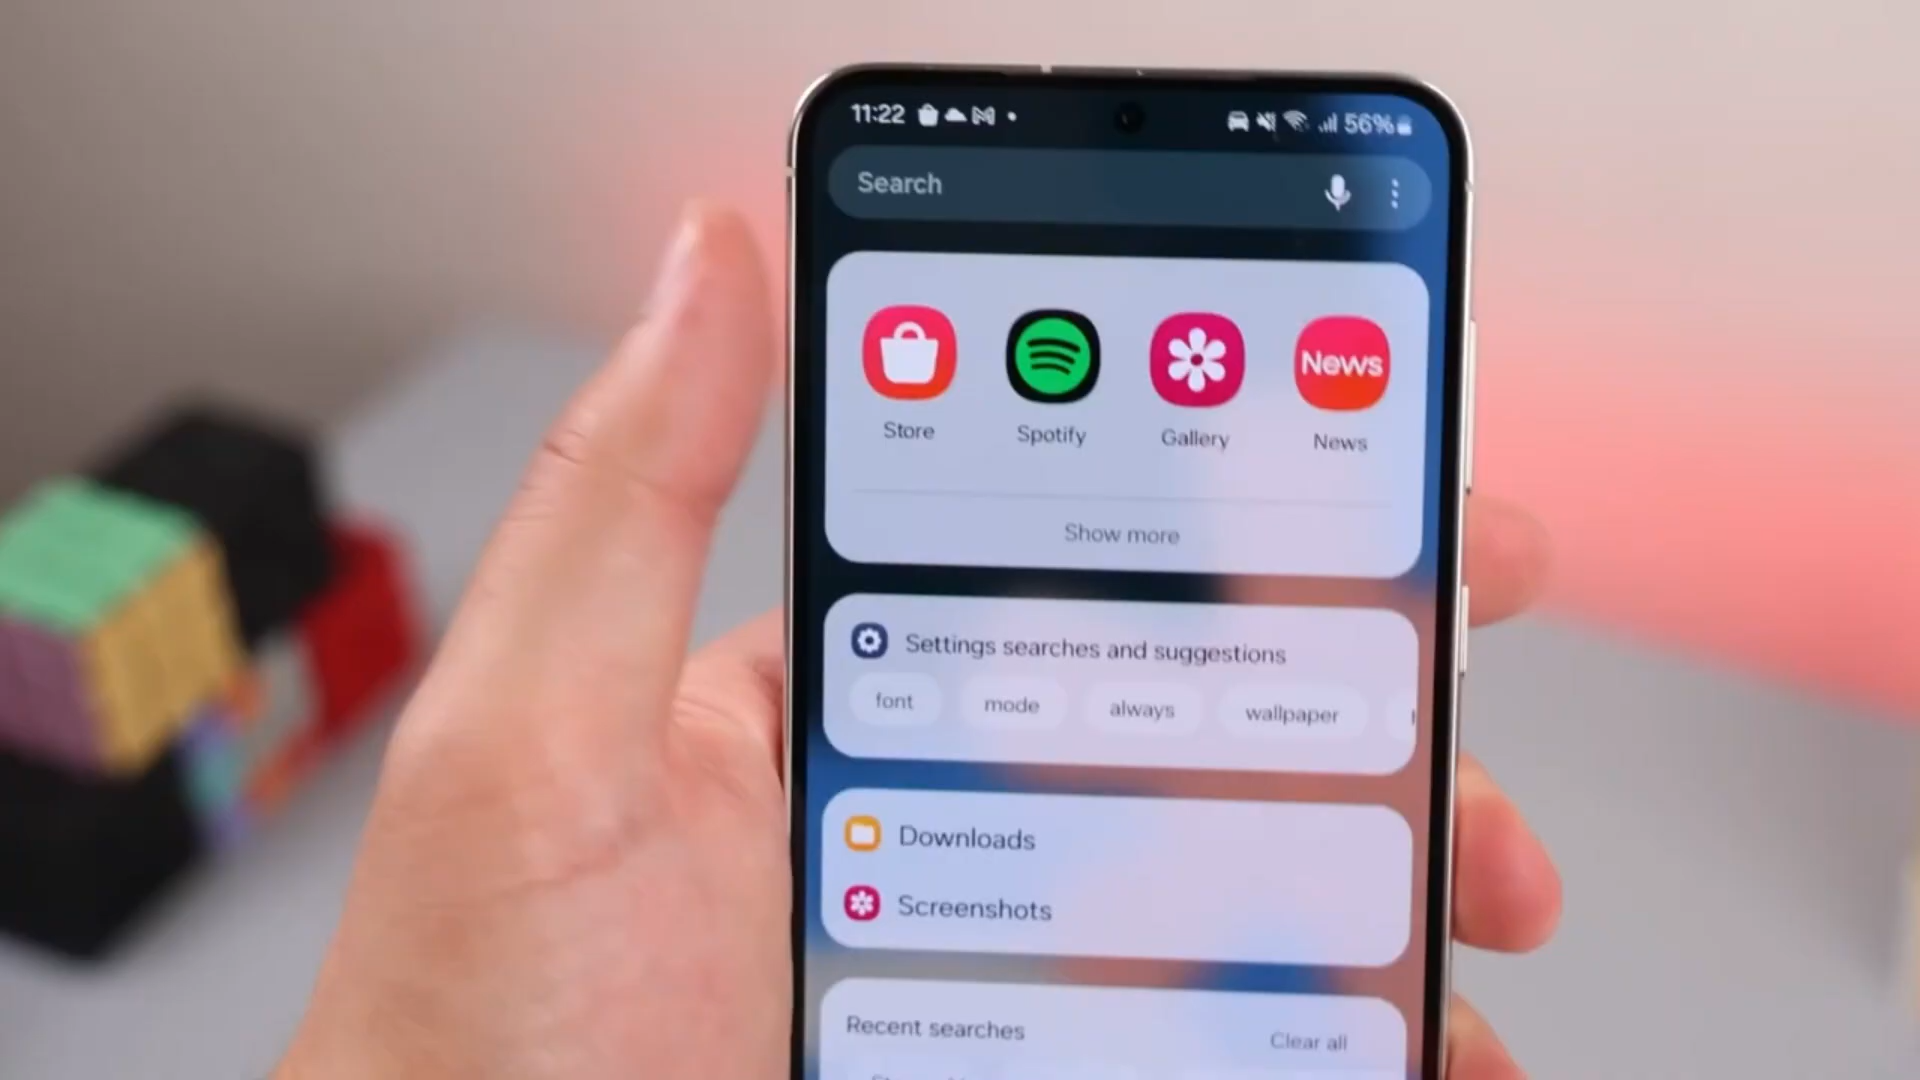 11:22 56%
Search
News
Store Spotify Gallery News
Show more
Settings searches and suggestions
font mode always wallpaper
Downloads
Screenshots
Recent searches Clear all